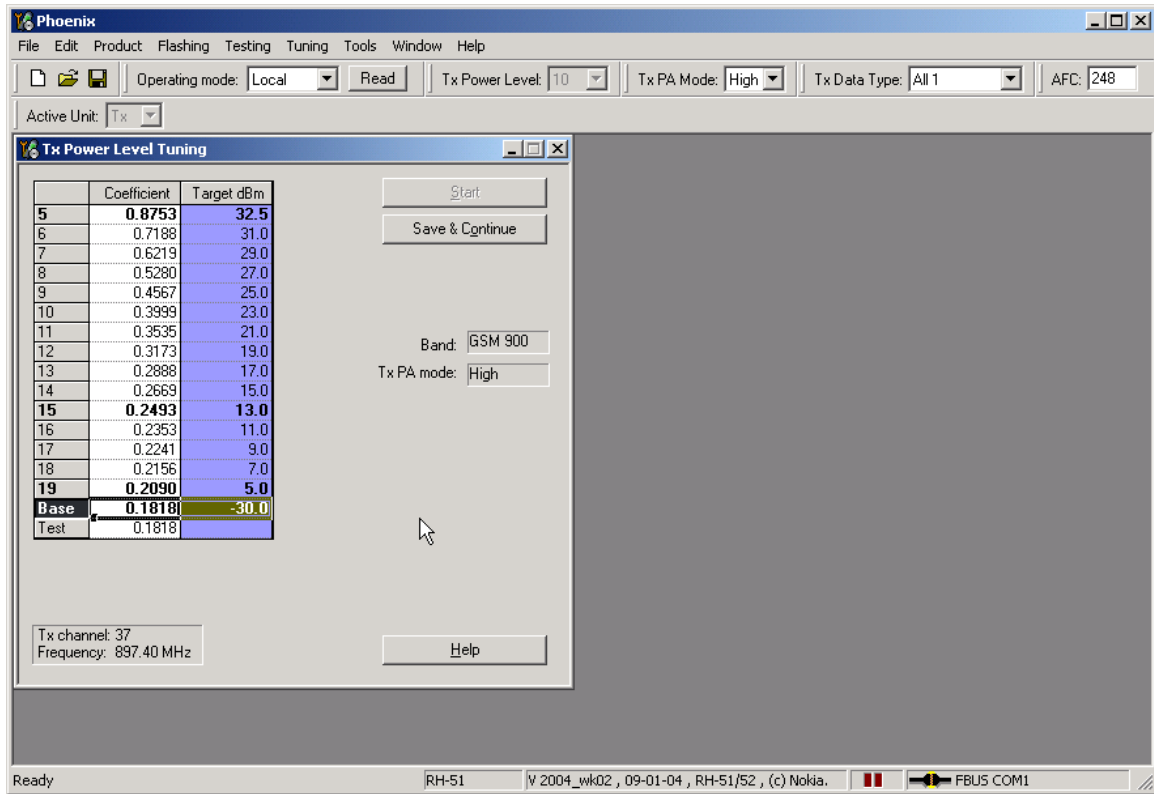 Phoenix
File Edit Product Flashing Testing Tuning Tools Window Help
Operating mode: Local Read Tx Power Level: 10 Tx PA Mode: High Tx Data Type: All 1 AFC: 248
Active Unit: Tx
Tx Power Level Tuning
Coefficient Target dBm
5 0.8753 32.5
6 0.7188 31.0
7 0.6219 29.0
8 0.5280 27.0
9 0.4567 25.0
10 0.3999 23.0
11 0.3535 21.0
12 0.3173 19.0
13 0.2888 17.0
14 0.2669 15.0
15 0.2493 13.0
16 0.2353 11.0
17 0.2241 9.0
18 0.2156 7.0
19 0.2090 5.0
Base 0.1818 -30.0
Test 0.1818
Start
Save & Continue
Band: GSM 900
Tx PA mode: High
Tx channel: 37
Frequency: 897.40 MHz
Help
Ready RH-51 V 2004_wk02 , 09-01-04 , RH-51/52 , (c) Nokia. FBUS COM1